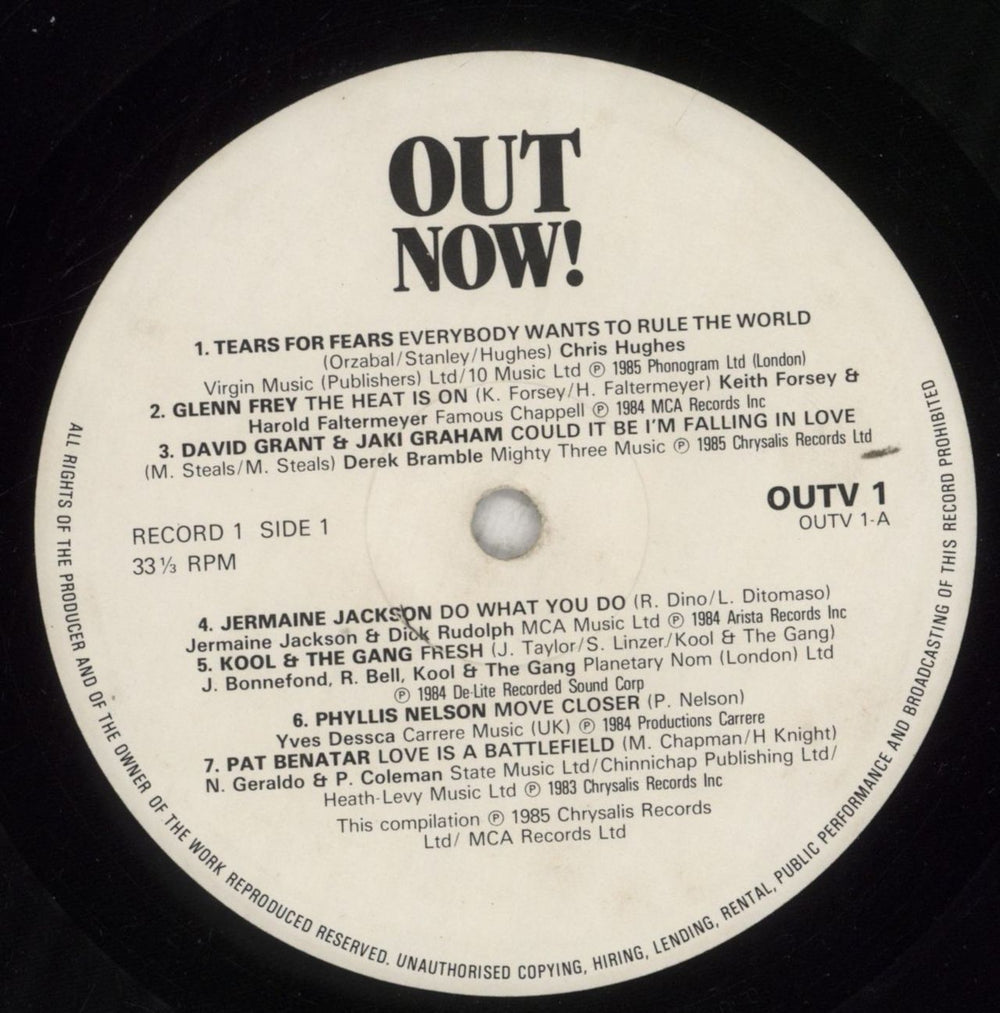 OUT
NOW!
1. TEARS FOR FEARS EVERYBODY WANTS TO RULE THE WORLD
(Orzabal/Stanley/Hughes) Chris Hughes
Virgin Music (Publishers) Ltd/10 Music Ltd ℗ 1985 Phonogram Ltd (London)
2. GLENN FREY THE HEAT IS ON (K. Forsey/H. Faltermeyer) Keith Forsey &
Harold Faltermeyer Famous Chappell ℗ 1984 MCA Records Inc
3. DAVID GRANT & JAKI GRAHAM COULD IT BE I'M FALLING IN LOVE
(M. Steals/M. Steals) Derek Bramble Mighty Three Music ℗ 1985 Chrysalis Records Ltd
OUTV 1
OUTV 1-A
RECORD 1 SIDE 1
33⅓ RPM
4. JERMAINE JACKSON DO WHAT YOU DO (R. Dino/L. Ditomaso)
Jermaine Jackson & Dick Rudolph MCA Music Ltd ℗ 1984 Arista Records Inc
5. KOOL & THE GANG FRESH (J. Taylor/S. Linzer/Kool & The Gang)
J. Bonnefond, R. Bell, Kool & The Gang Planetary Nom (London) Ltd
℗ 1984 De-Lite Recorded Sound Corp
6. PHYLLIS NELSON MOVE CLOSER (P. Nelson)
Yves Dessca Carrere Music (UK) ℗ 1984 Productions Carrere
7. PAT BENATAR LOVE IS A BATTLEFIELD (M. Chapman/H Knight)
N. Geraldo & P. Coleman State Music Ltd/Chinnichap Publishing Ltd/
Heath-Levy Music Ltd ℗ 1983 Chrysalis Records Inc
This compilation ℗ 1985 Chrysalis Records
Ltd/ MCA Records Ltd
ALL RIGHTS OF THE PRODUCER AND OF THE OWNER OF THE WORK REPRODUCED RESERVED. UNAUTHORISED COPYING, HIRING, LENDING, RENTAL, PUBLIC PERFORMANCE AND BROADCASTING OF THIS RECORD PROHIBITED